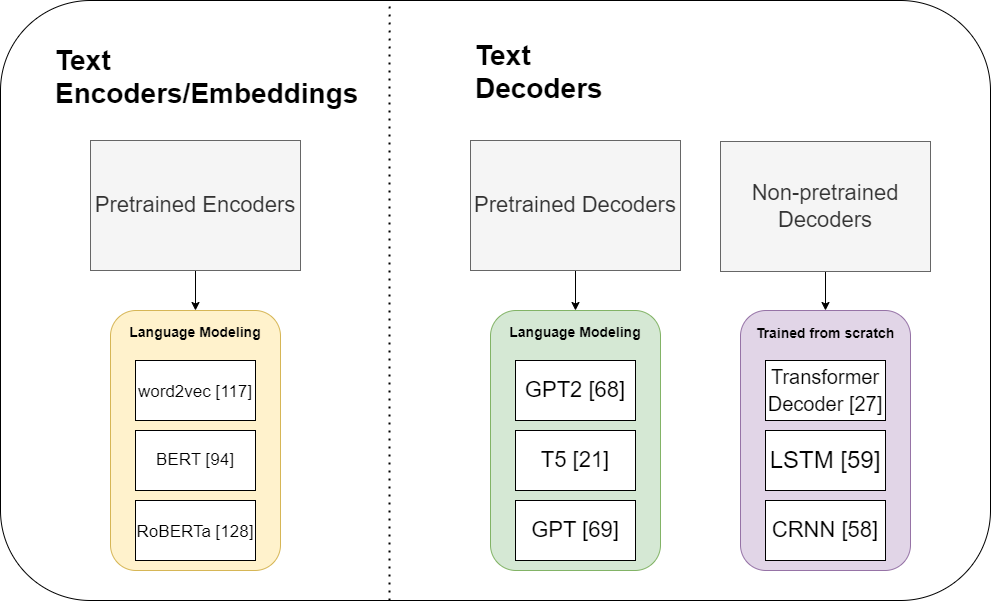 Text
Encoders/Embeddings
Pretrained Encoders
Language Modeling
word2vec [117]
BERT [94]
RoBERTa [128]
Text
Decoders
Pretrained Decoders
Language Modeling
GPT2 [68]
T5 [21]
GPT [69]
Non-pretrained
Decoders
Trained from scratch
Transformer
Decoder [27]
LSTM [59]
CRNN [58]